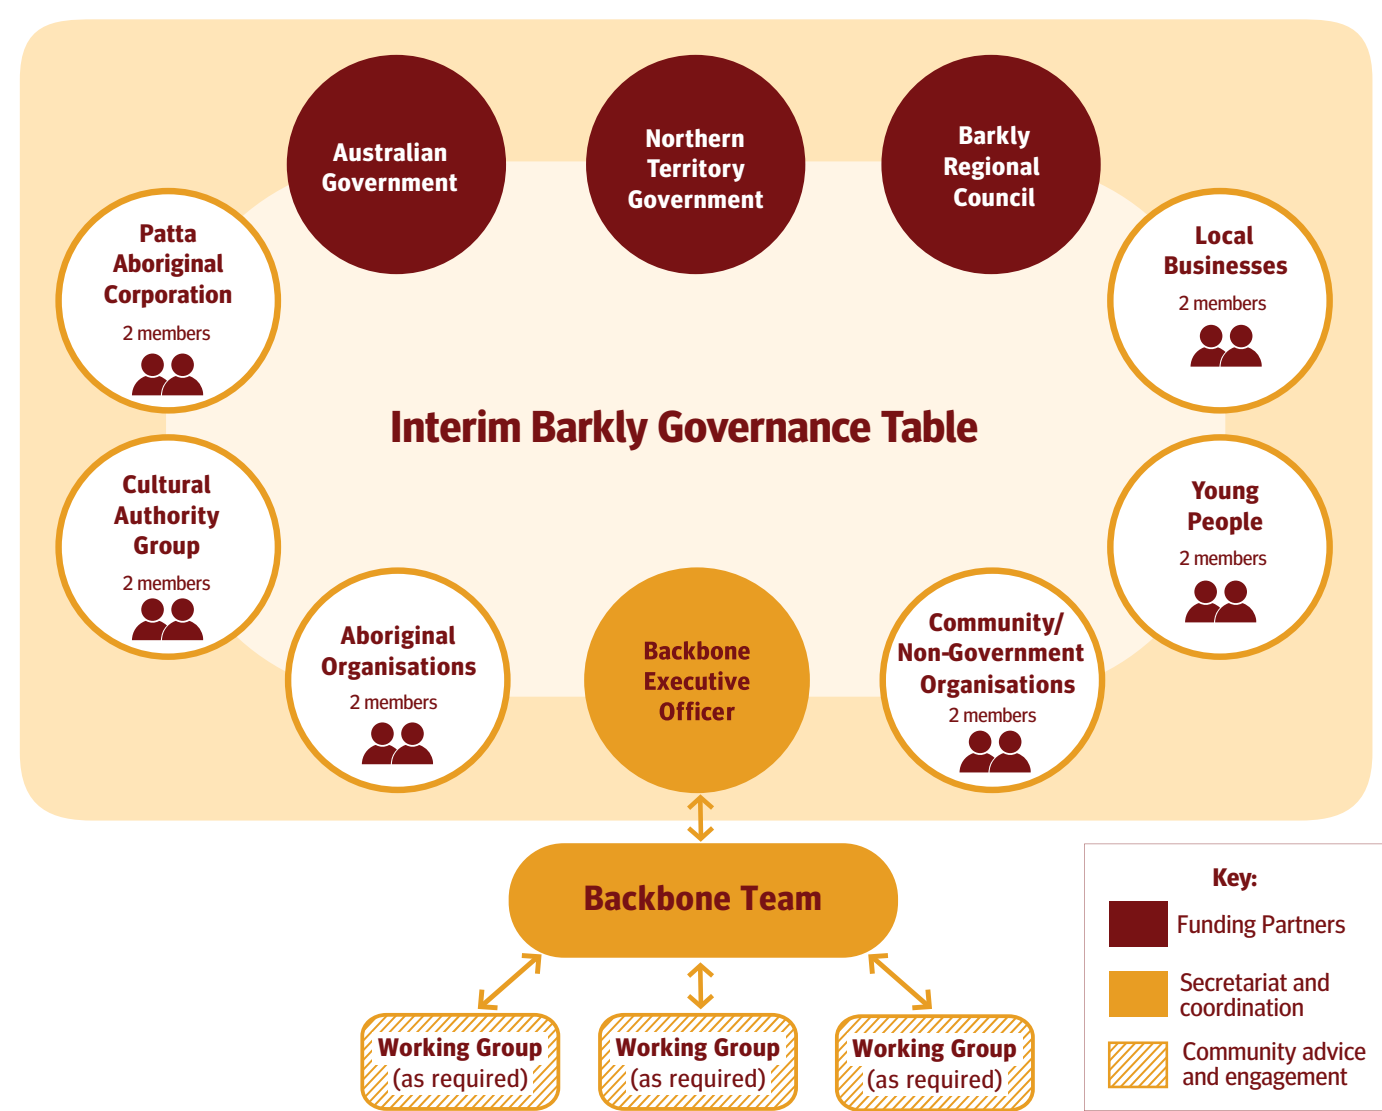 Australian
Government
Northern
Territory
Government
Barkly
Regional
Council
Patta
Aboriginal
Corporation
2 members
Local
Businesses
2 members
Interim Barkly Governance Table
Cultural
Authority
Group
2 members
Young
People
2 members
Aboriginal
Organisations
2 members
Backbone
Executive
Officer
Community/
Non-Government
Organisations
2 members
Backbone Team
Working Group
(as required)
Working Group
(as required)
Working Group
(as required)
Key:
Funding Partners
Secretariat and
coordination
Community advice
and engagement